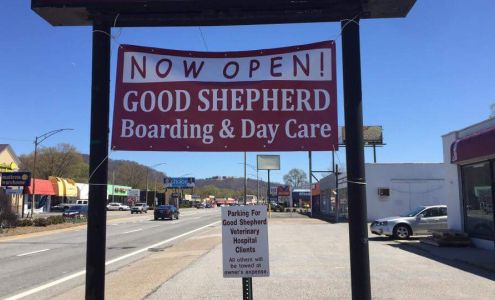 NOW OPEN!
GOOD SHEPHERD
Boarding & Day Care
Parking For
Good Shepherd
Veterinary
Hospital
Clients
All others will
be towed at
owner's expense